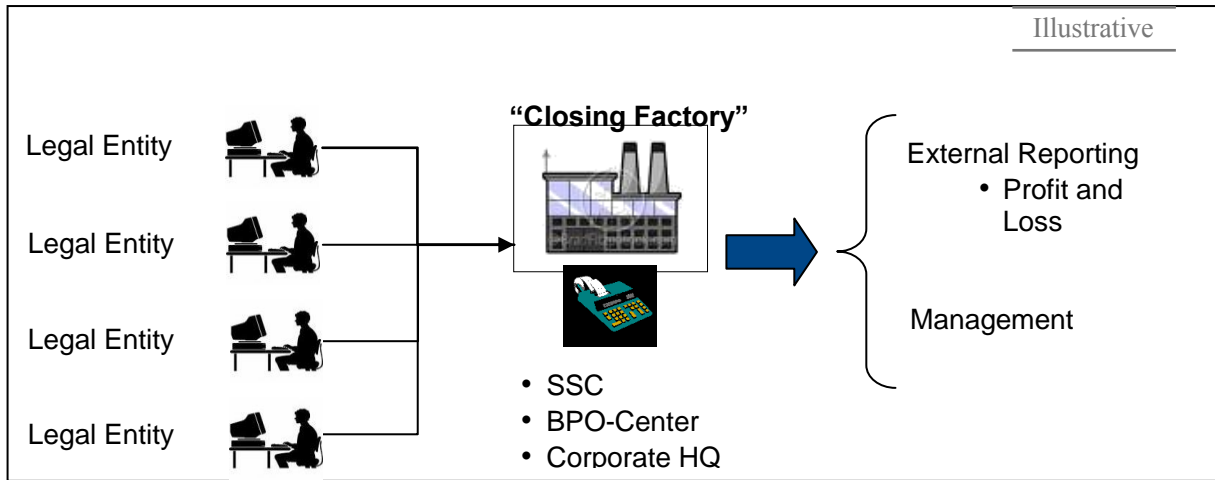 Illustrative
“Closing Factory”
Legal Entity
Legal Entity
Legal Entity
Legal Entity
• SSC
• BPO-Center
• Corporate HQ
External Reporting
• Profit and
Loss
Management